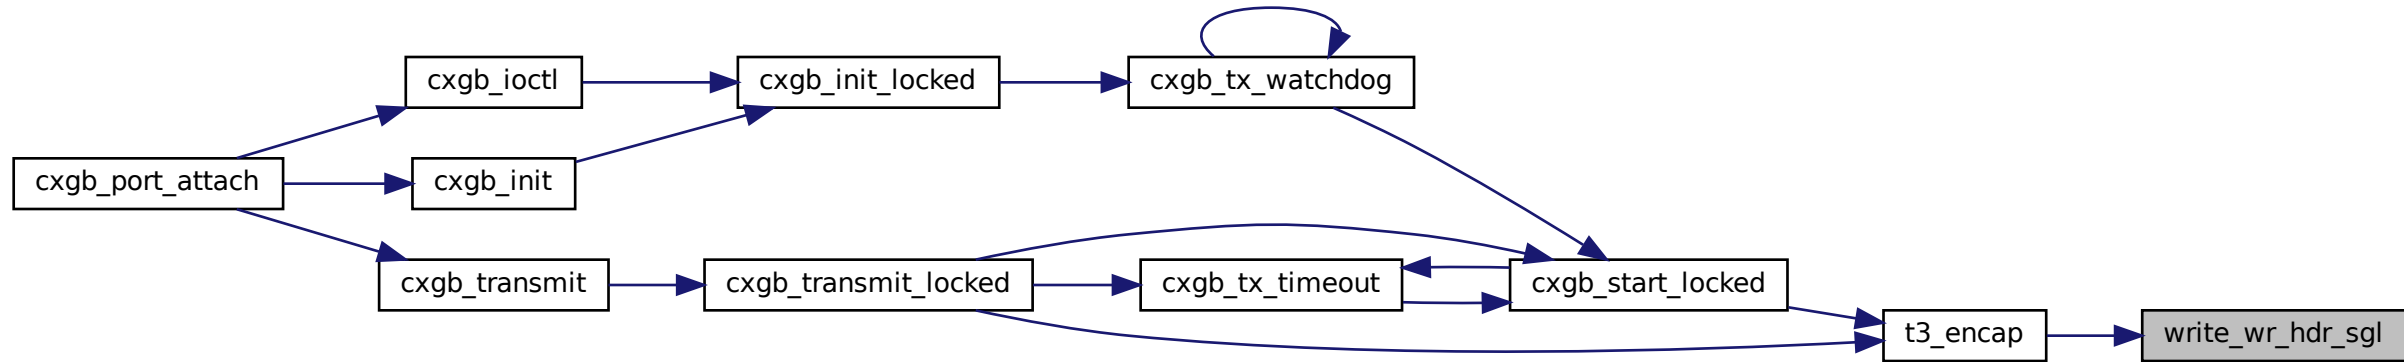 cxgb_ioctl
cxgb_init_locked
cxgb_tx_watchdog
cxgb_port_attach
cxgb_init
cxgb_transmit
cxgb_transmit_locked
cxgb_tx_timeout
cxgb_start_locked
t3_encap
write_wr_hdr_sgl